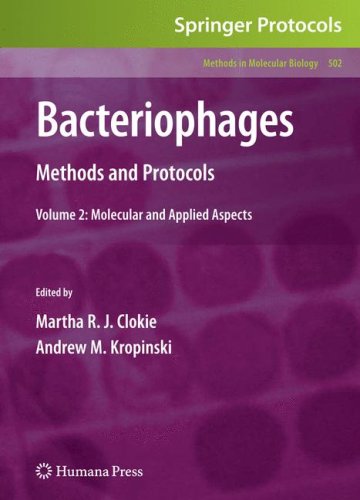 Springer Protocols
Methods in Molecular Biology 502
Bacteriophages
Methods and Protocols
Volume 2: Molecular and Applied Aspects
Edited by
Martha R. J. Clokie
Andrew M. Kropinski
Humana Press